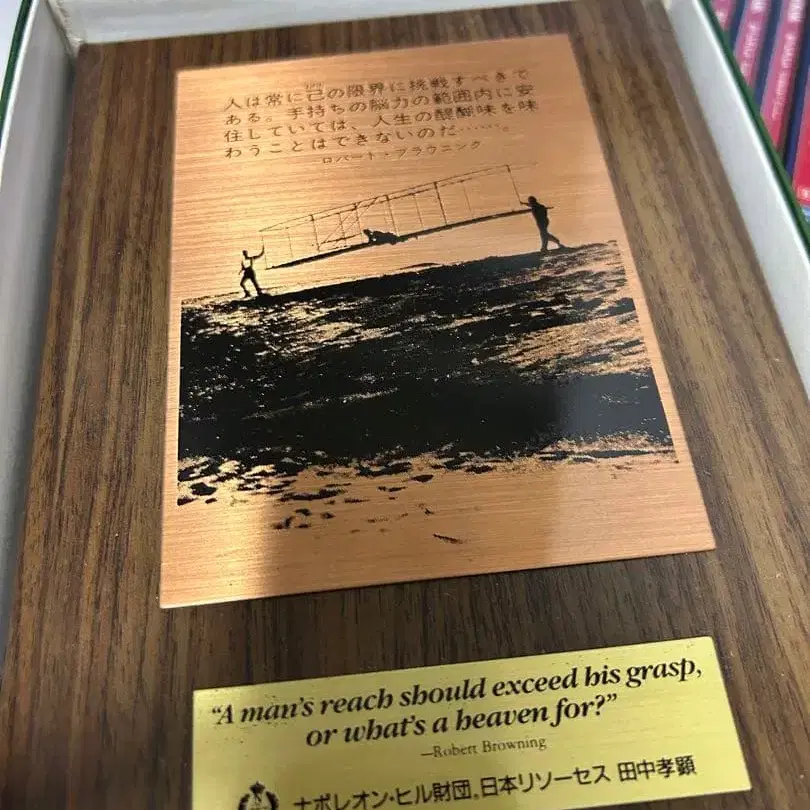 人は常に己の限界に挑戦すべきで
ある。手持ちの脳力の範囲内に安
住していては、人生の醍醐味を味
わうことはできないのだ……。
ロバート・ブラウニング
“A man’s reach should exceed his grasp,
or what’s a heaven for?”
—Robert Browning
ナポレオン・ヒル財団。日本リソーセス 田中孝顕